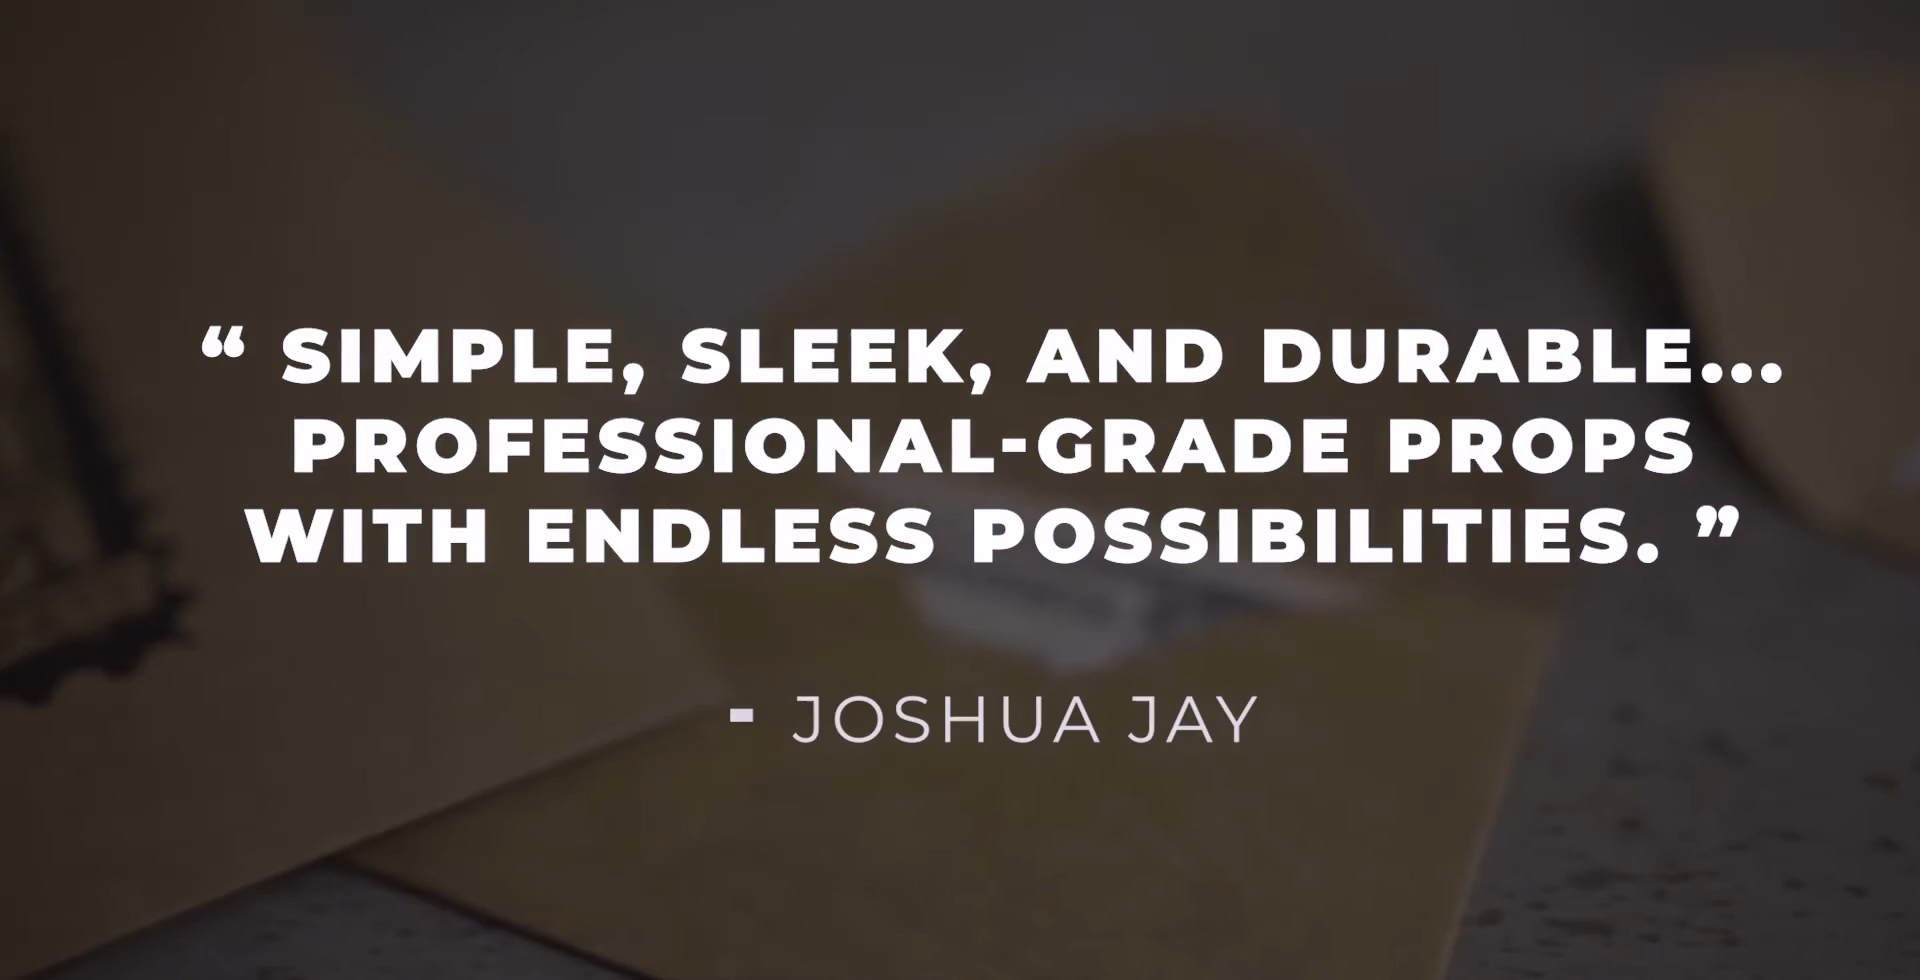 “ SIMPLE, SLEEK, AND DURABLE...
PROFESSIONAL-GRADE PROPS
WITH ENDLESS POSSIBILITIES. ”
- JOSHUA JAY